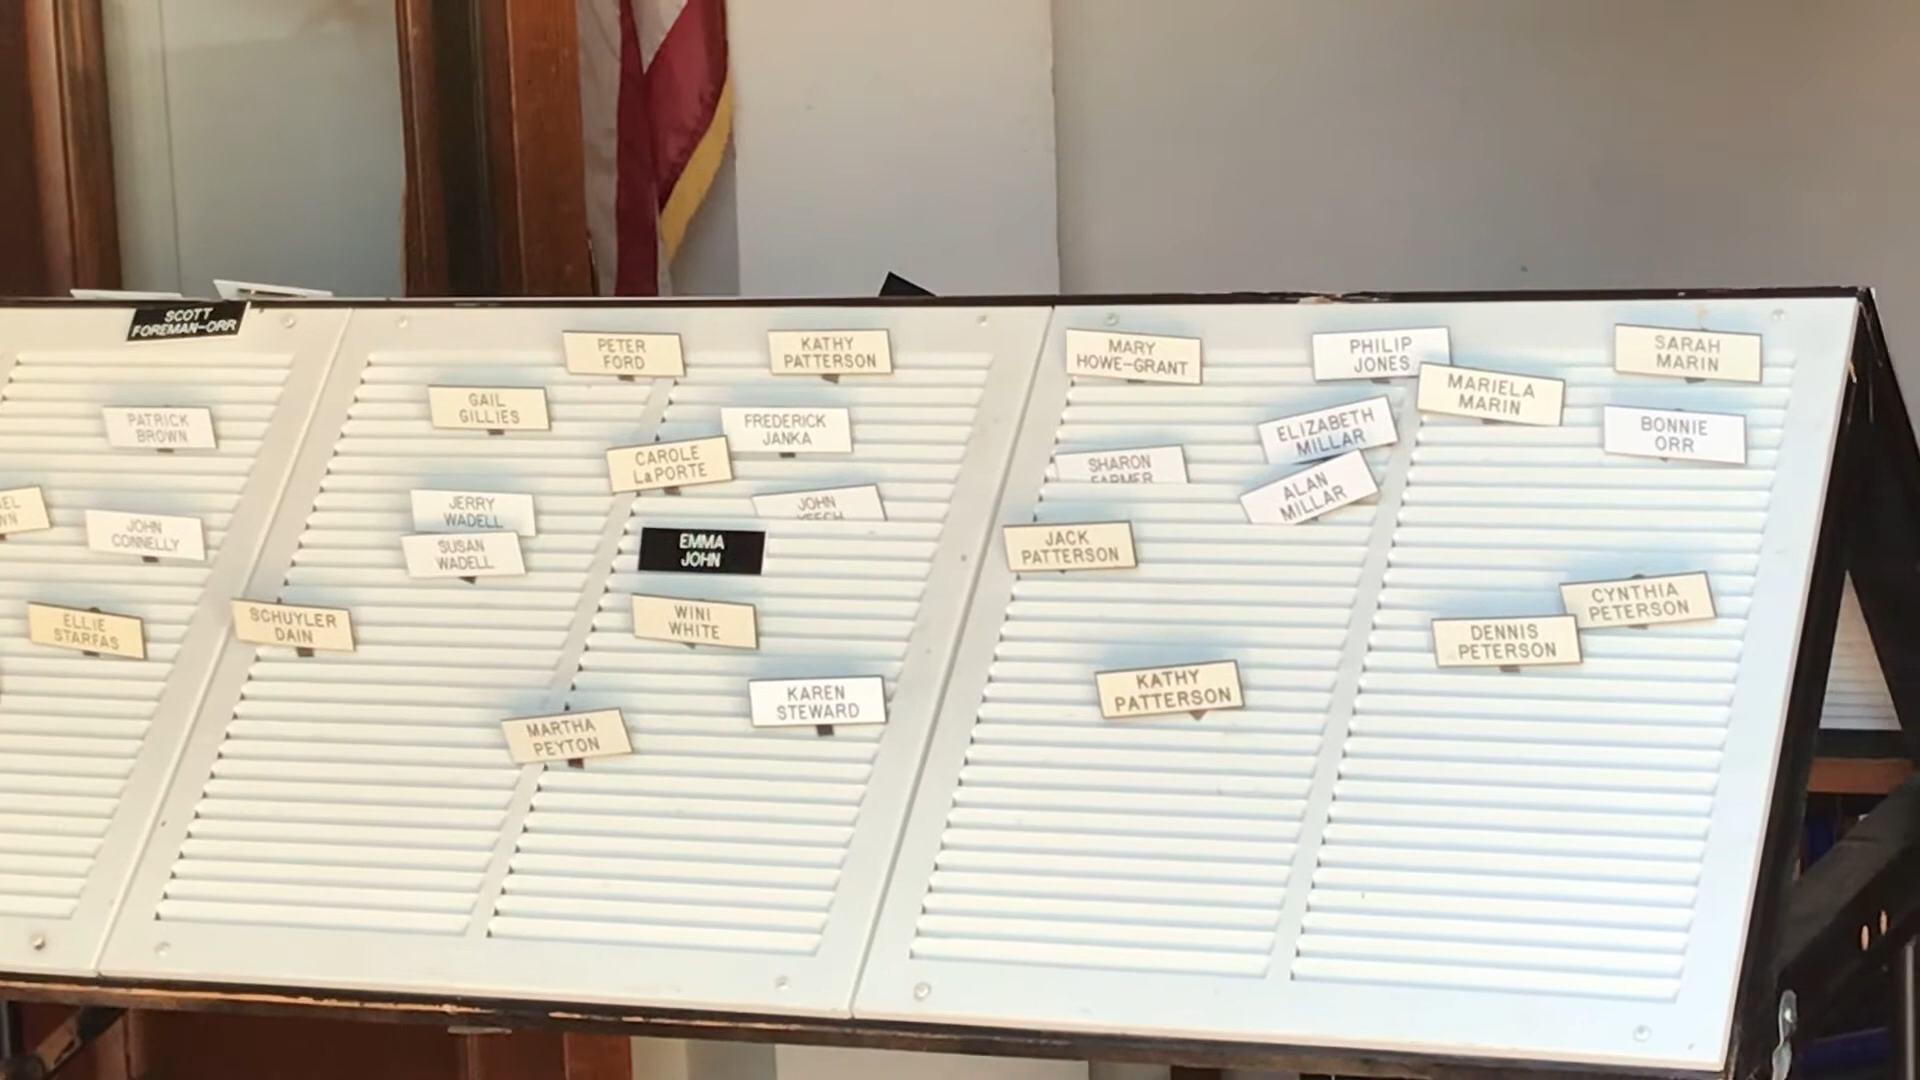 SCOTT
FOREMAN-ORR
PATRICK
BROWN
JOHN
CONNELLY
ELLIE
STARFAS
PETER
FORD
KATHY
PATTERSON
GAIL
GILLIES
FREDERICK
JANKA
CAROLE
LaPORTE
JERRY
WADELL
JOHN
SUSAN
WADELL
EMMA
JOHN
SCHUYLER
DAIN
WINI
WHITE
KAREN
STEWARD
MARTHA
PEYTON
MARY
HOWE-GRANT
PHILIP
JONES
SARAH
MARIN
MARIELA
MARIN
ELIZABETH
MILLAR
BONNIE
ORR
SHARON
FARMER
ALAN
MILLAR
JACK
PATTERSON
CYNTHIA
PETERSON
DENNIS
PETERSON
KATHY
PATTERSON